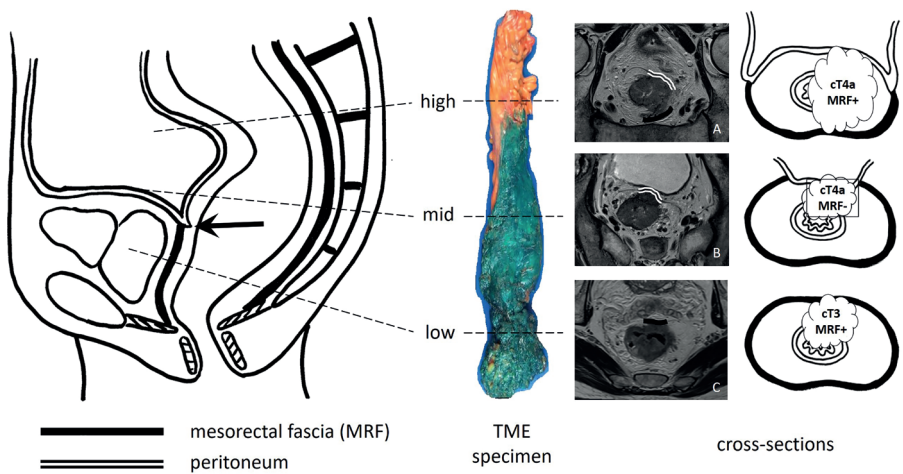 high
mid
low
A
B
C
cT4a
MRF+
cT4a
MRF-
cT3
MRF+
mesorectal fascia (MRF)
peritoneum
TME
specimen
cross-sections